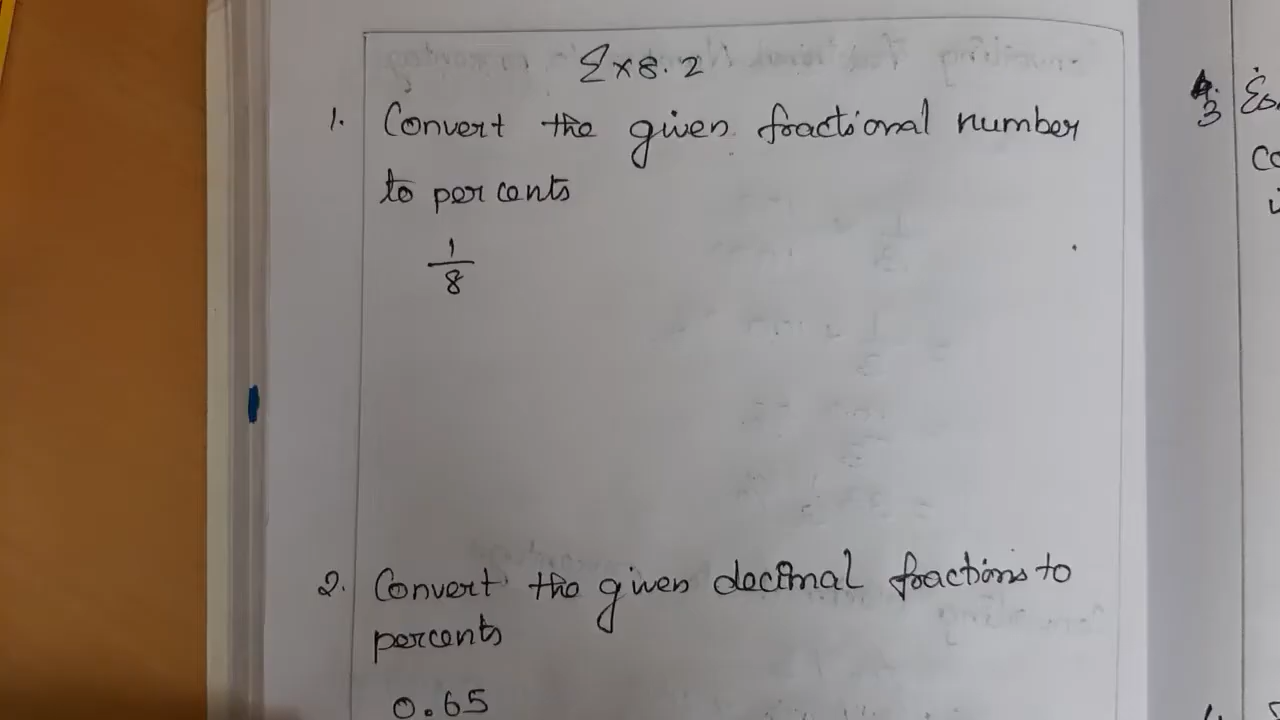 Ex 8.2
1. Convert the given fractional number
to percents
1/8
2. Convert the given decimal fractions to
percents
0.65
3